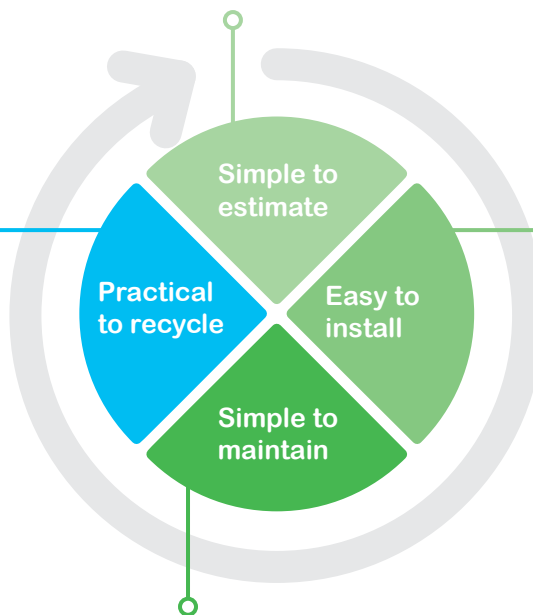 Simple to
estimate
Easy to
install
Simple to
maintain
Practical
to recycle